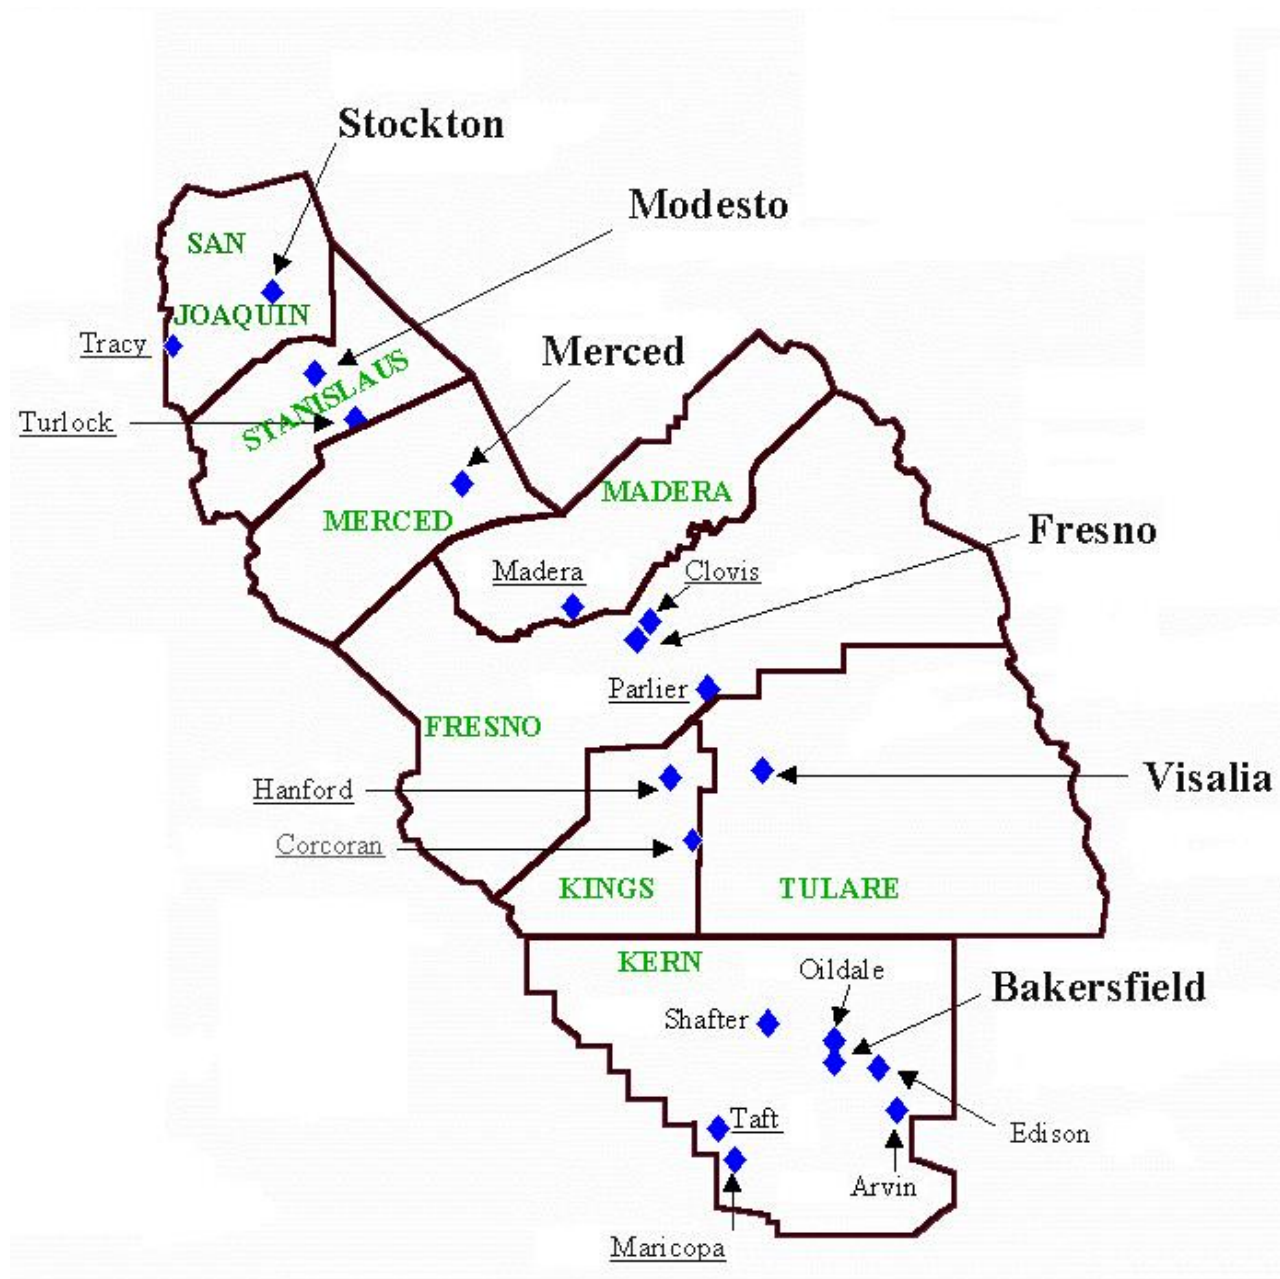 Stockton
Modesto
SAN
JOAQUIN
Tracy
Merced
STANISLAUS
Turlock
MADERA
MERCED
Fresno
Madera
Clovis
Parlier
FRESNO
Visalia
Hanford
Corcoran
KINGS
TULARE
KERN
Oildale
Bakersfield
Shafter
Taft
Edison
Arvin
Maricopa